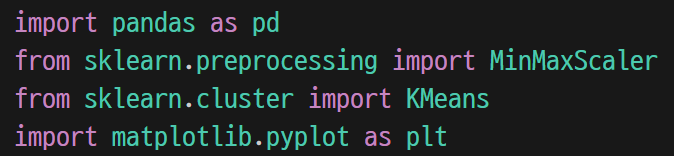 import pandas as pd
from sklearn.preprocessing import MinMaxScaler
from sklearn.cluster import KMeans
import matplotlib.pyplot as plt